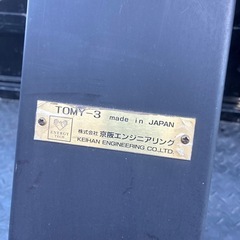 TOMY-3 made in JAPAN
株式会社 京阪エンジニアリング
KEIHAN ENGINEERING CO.,LTD.